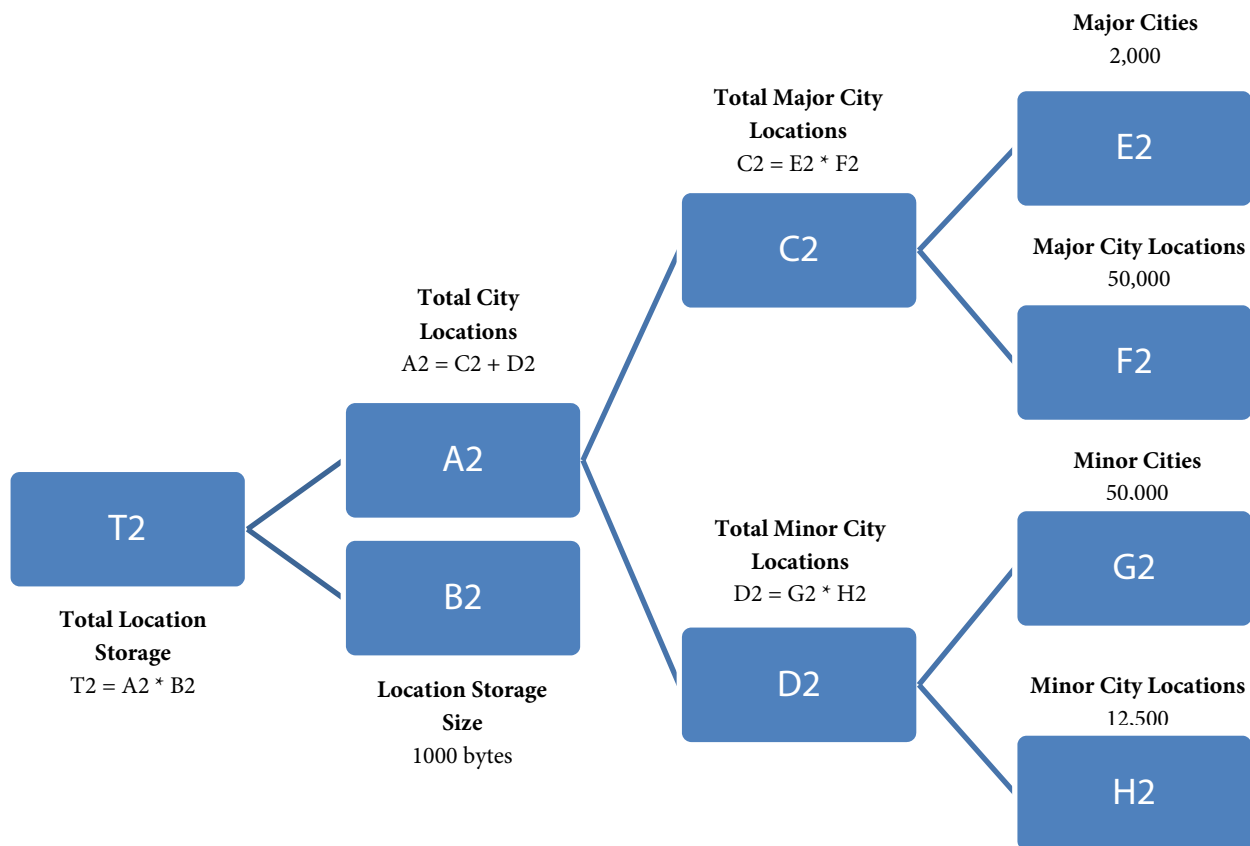 Major Cities
2,000
E2
Total Major City
Locations
C2 = E2 * F2
C2
Major City Locations
50,000
F2
Total City
Locations
A2 = C2 + D2
A2
T2
Total Location
Storage
T2 = A2 * B2
B2
Location Storage
Size
1000 bytes
Minor Cities
50,000
G2
Total Minor City
Locations
D2 = G2 * H2
D2
Minor City Locations
12,500
H2